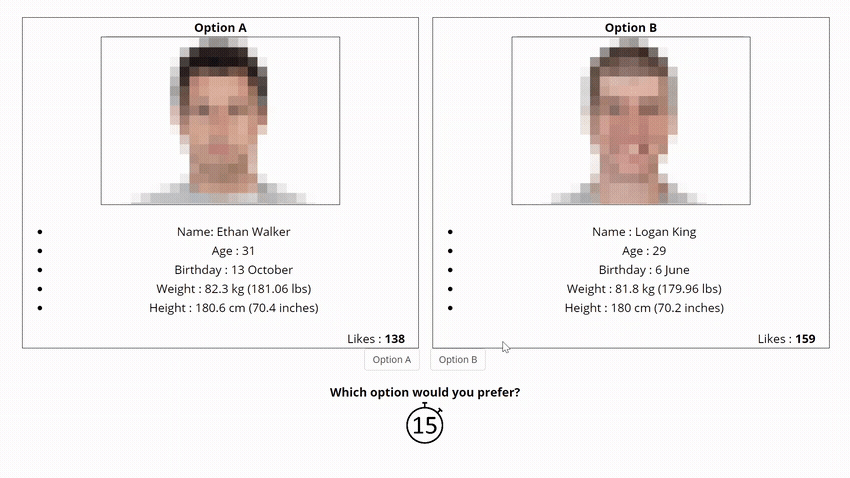 Option A
Name: Ethan Walker
Age : 31
Birthday : 13 October
Weight : 82.3 kg (181.06 lbs)
Height : 180.6 cm (70.4 inches)
Likes : 138
Option B
Name : Logan King
Age : 29
Birthday : 6 June
Weight : 81.8 kg (179.96 lbs)
Height : 180 cm (70.2 inches)
Likes : 159
Option A
Option B
Which option would you prefer?
15